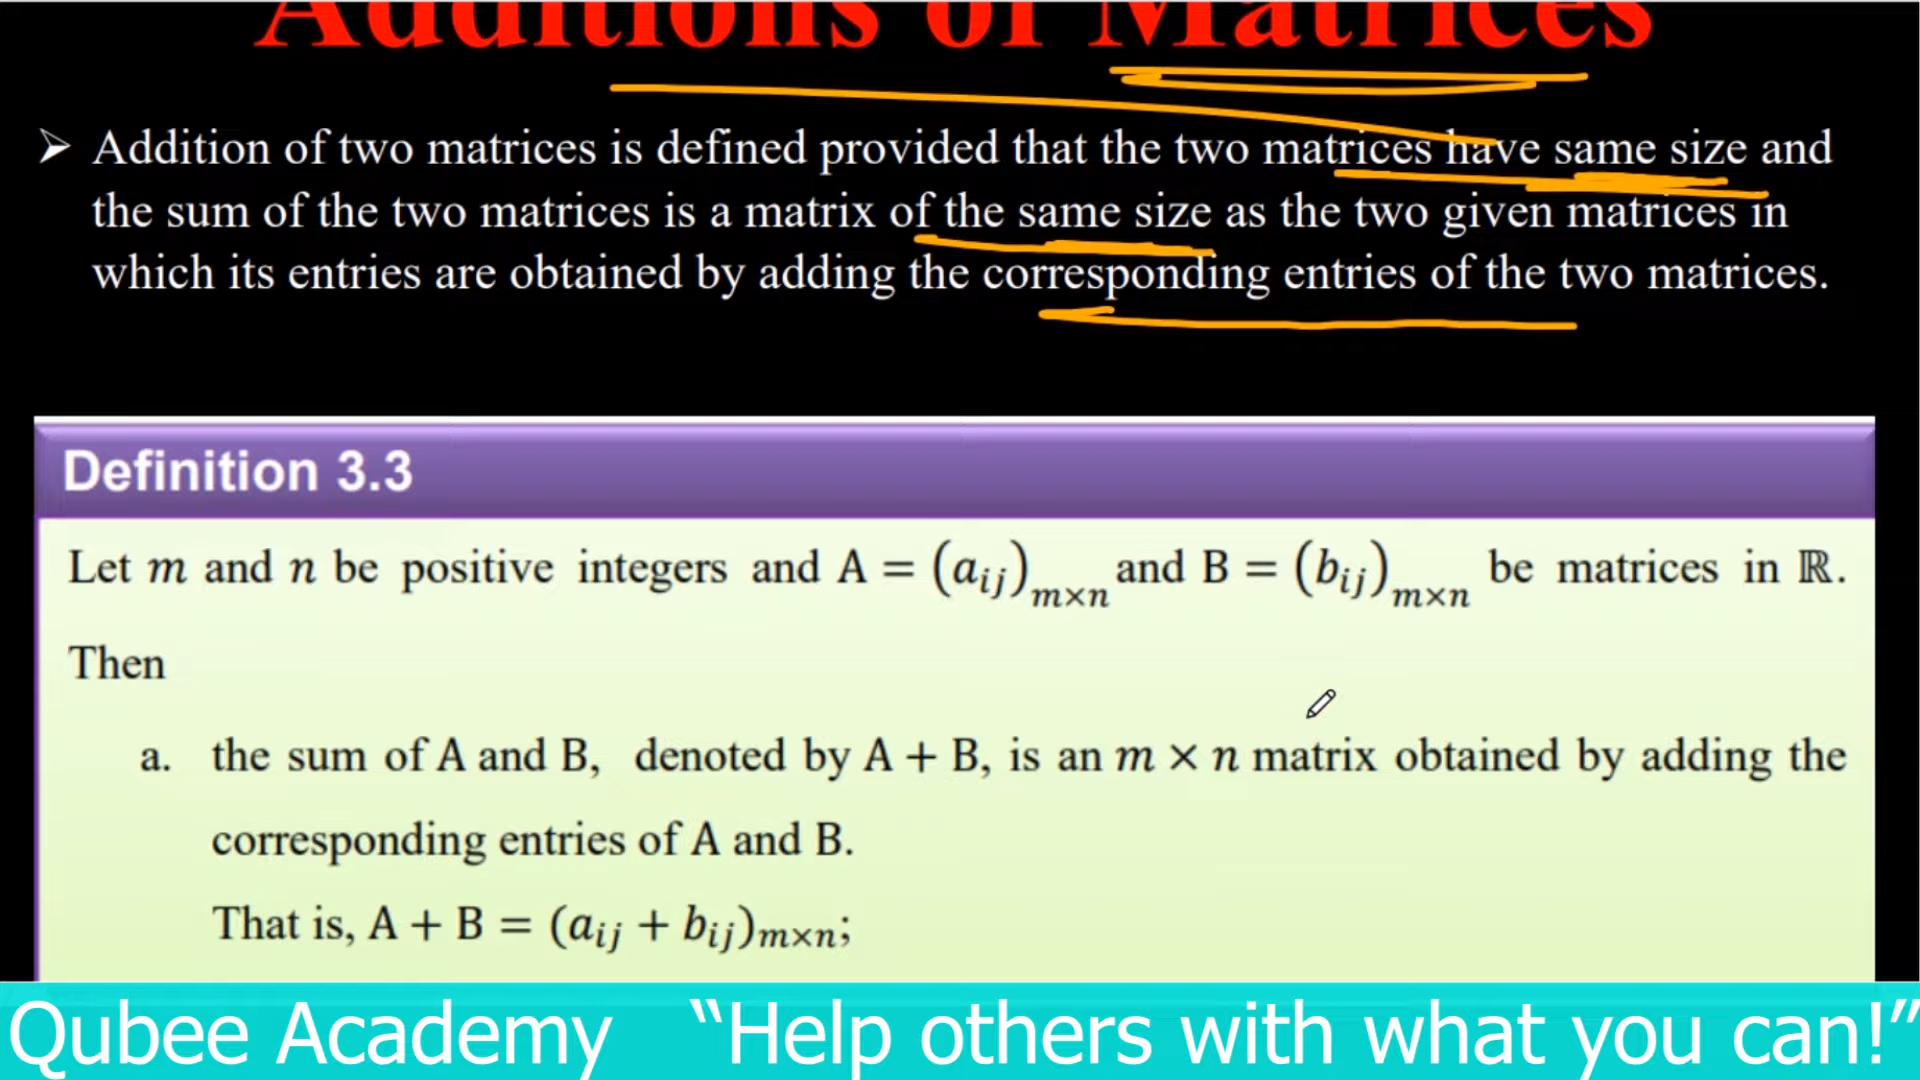 Additions of Matrices
➢ Addition of two matrices is defined provided that the two matrices have same size and
the sum of the two matrices is a matrix of the same size as the two given matrices in
which its entries are obtained by adding the corresponding entries of the two matrices.
Definition 3.3
Let m and n be positive integers and A = (aᵢⱼ)ₘ×ₙ and B = (bᵢⱼ)ₘ×ₙ be matrices in ℝ.
Then
a. the sum of A and B, denoted by A + B, is an m × n matrix obtained by adding the
corresponding entries of A and B.
That is, A + B = (aᵢⱼ + bᵢⱼ)ₘ×ₙ;
Qubee Academy “Help others with what you can!”